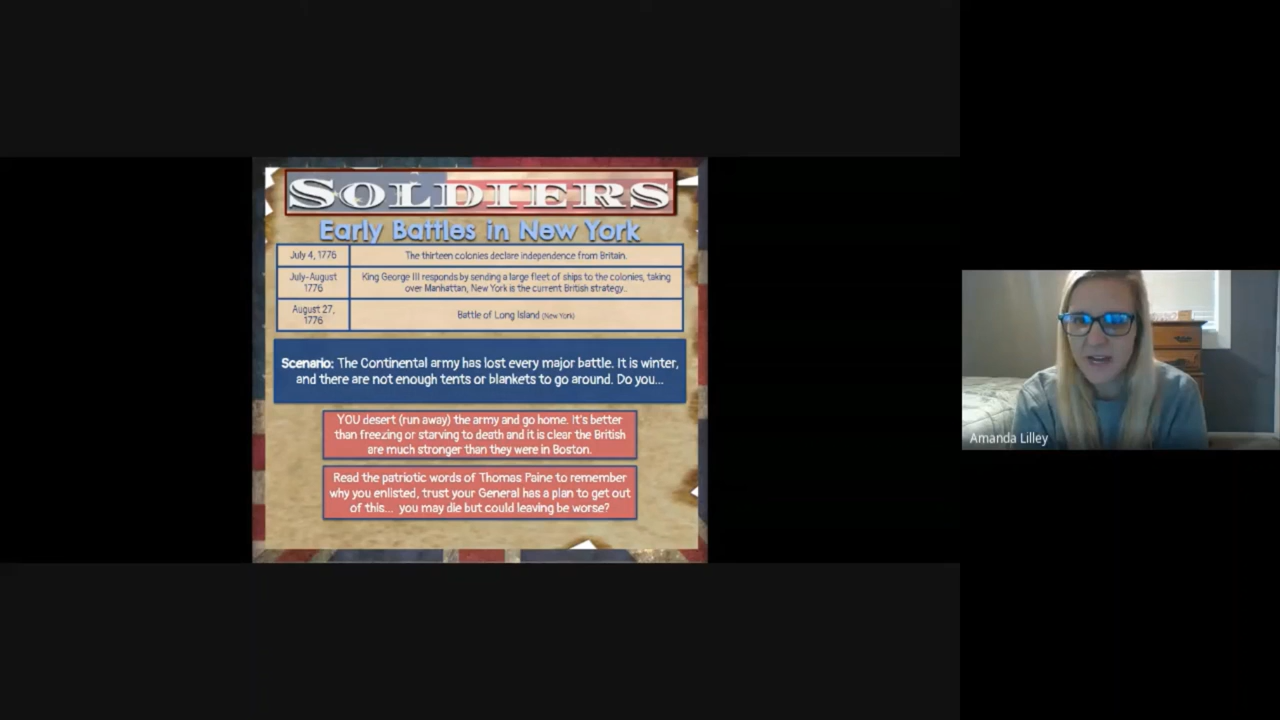 SOLDIERS
Early Battles in New York
July 4, 1776
The thirteen colonies declare independence from Britain.
July-August
1776
King George III responds by sending a large fleet of ships to the colonies, taking
over Manhattan, New York is the current British strategy..
August 27,
1776
Battle of Long Island (New York)
Scenario: The Continental army has lost every major battle. It is winter,
and there are not enough tents or blankets to go around. Do you...
YOU desert (run away) the army and go home. It's better
than freezing or starving to death and it is clear the British
are much stronger than they were in Boston.
Read the patriotic words of Thomas Paine to remember
why you enlisted, trust your General has a plan to get out
of this... you may die but could leaving be worse?
Amanda Lilley